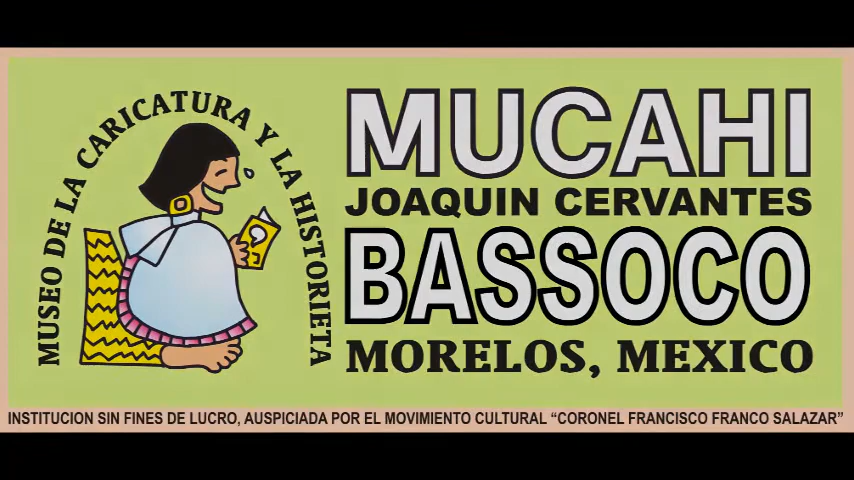 MUSEO DE LA CARICATURA Y LA HISTORIETA
MUCAHI
JOAQUIN CERVANTES
BASSOCO
MORELOS, MEXICO
INSTITUCION SIN FINES DE LUCRO, AUSPICIADA POR EL MOVIMIENTO CULTURAL “CORONEL FRANCISCO FRANCO SALAZAR”